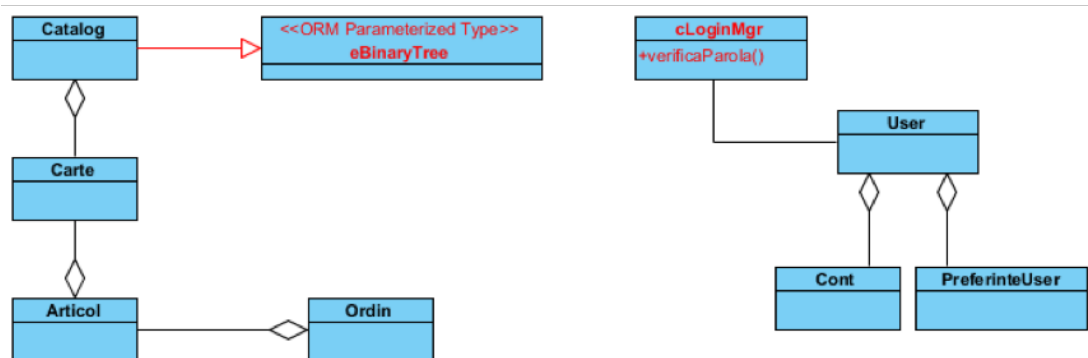 Catalog
<<ORM Parameterized Type>>
eBinaryTree
cLoginMgr
+verificaParola()
User
Carte
Cont
PreferinteUser
Articol
Ordin